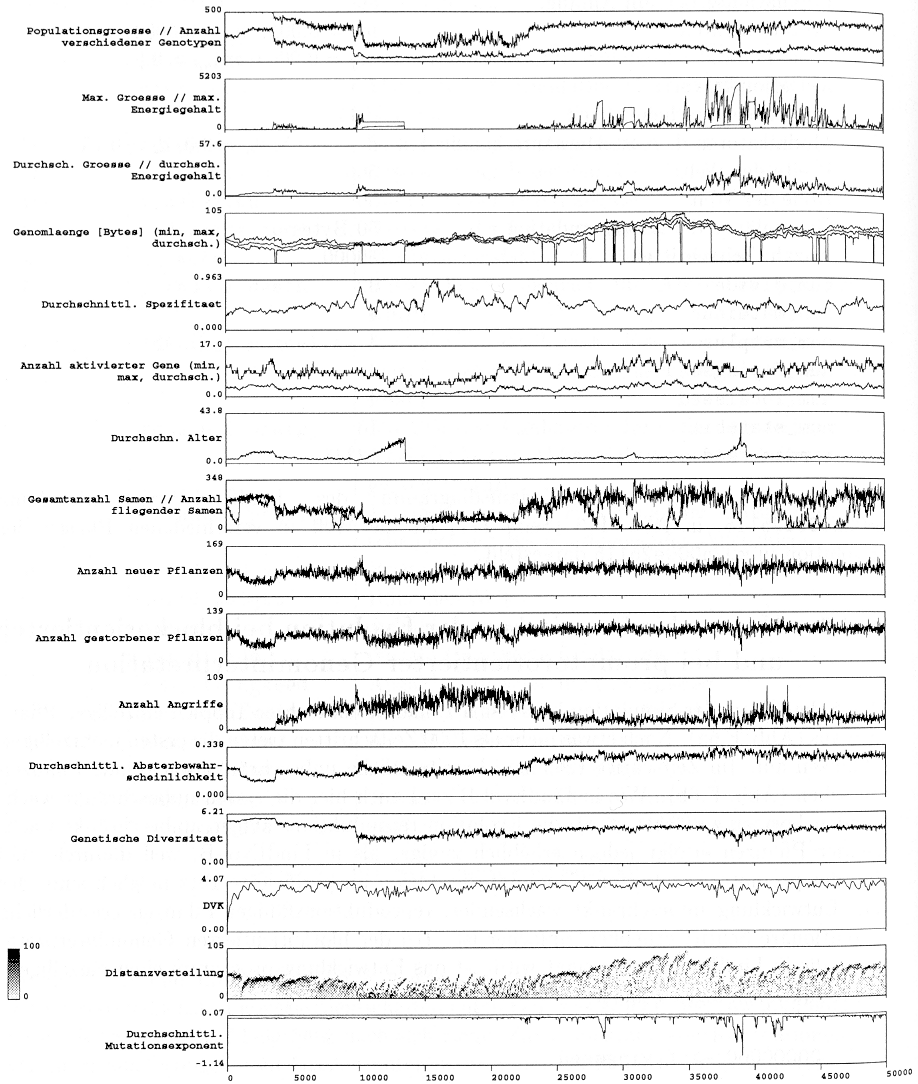 500
Populationsgroesse // Anzahl
verschiedener Genotypen
0
5203
Max. Groesse // max.
Energiegehalt
0
57.6
Durchsch. Groesse // durchsch.
Energiegehalt
0.0
105
Genomlaenge [Bytes] (min, max,
durchsch.)
0
0.963
Durchschnittl. Spezifitaet
0.000
17.0
Anzahl aktivierter Gene (min,
max, durchsch.)
0.0
43.8
Durchschn. Alter
0.0
348
Gesamtanzahl Samen // Anzahl
fliegender Samen
0
169
Anzahl neuer Pflanzen
0
139
Anzahl gestorbener Pflanzen
0
109
Anzahl Angriffe
0
0.338
Durchschnittl. Absterbewahr-
scheinlichkeit
0.000
6.21
Genetische Diversitaet
0.00
4.07
DVK
0.00
100
0
105
Distanzverteilung
0
0.07
Durchschnittl.
Mutationsexponent
-1.14
0 5000 10000 15000 20000 25000 30000 35000 40000 45000 50000